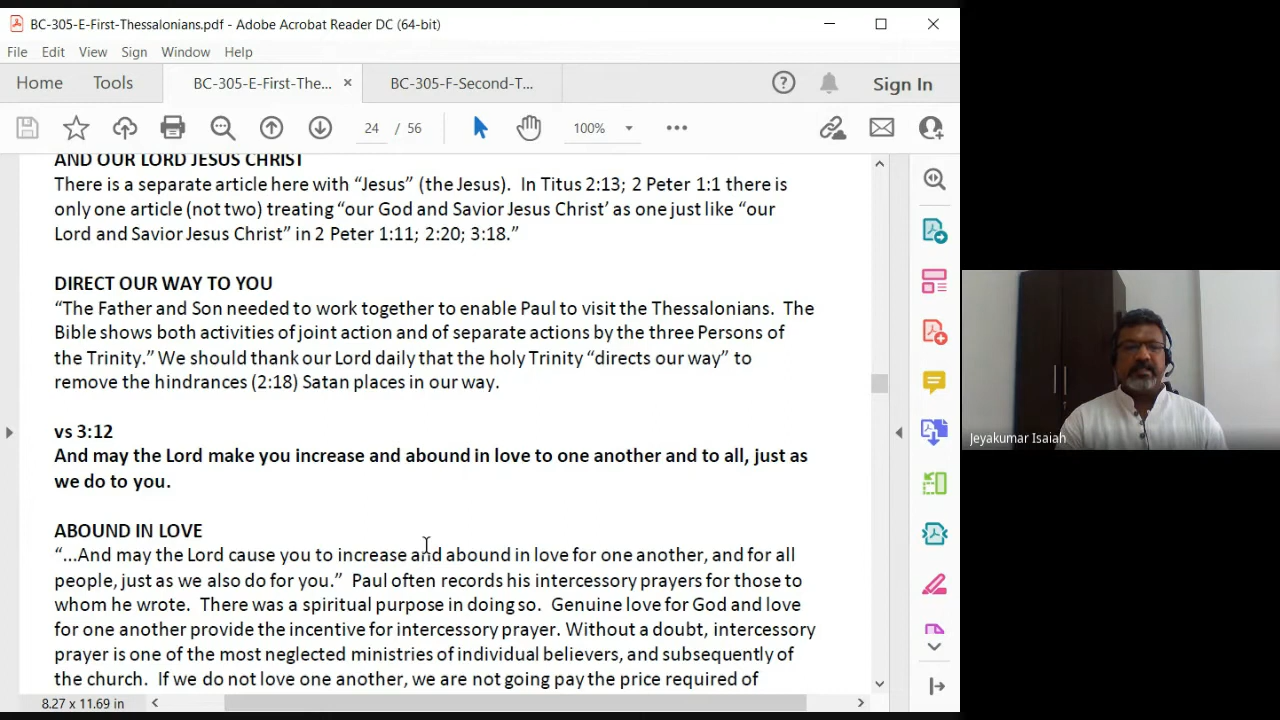 BC-305-E-First-Thessalonians.pdf - Adobe Acrobat Reader DC (64-bit)
File Edit View Sign Window Help
Home Tools BC-305-E-First-The... × BC-305-F-Second-T... Sign In
24 / 56 100%
AND OUR LORD JESUS CHRIST
There is a separate article here with “Jesus” (the Jesus). In Titus 2:13; 2 Peter 1:1 there is
only one article (not two) treating “our God and Savior Jesus Christ’ as one just like “our
Lord and Savior Jesus Christ” in 2 Peter 1:11; 2:20; 3:18.”
DIRECT OUR WAY TO YOU
“The Father and Son needed to work together to enable Paul to visit the Thessalonians. The
Bible shows both activities of joint action and of separate actions by the three Persons of
the Trinity.” We should thank our Lord daily that the holy Trinity “directs our way” to
remove the hindrances (2:18) Satan places in our way.
vs 3:12
And may the Lord make you increase and abound in love to one another and to all, just as
we do to you.
ABOUND IN LOVE
“...And may the Lord cause you to increase and abound in love for one another, and for all
people, just as we also do for you.” Paul often records his intercessory prayers for those to
whom he wrote. There was a spiritual purpose in doing so. Genuine love for God and love
for one another provide the incentive for intercessory prayer. Without a doubt, intercessory
prayer is one of the most neglected ministries of individual believers, and subsequently of
the church. If we do not love one another, we are not going pay the price required of
8.27 x 11.69 in
Jeyakumar Isaiah